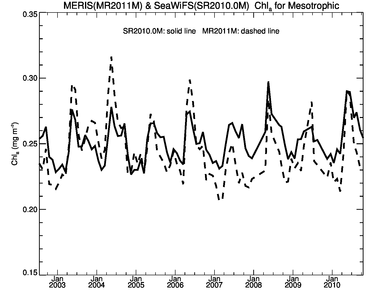 MERIS(MR2011M) & SeaWiFS(SR2010.0M) Chlₐ for Mesotrophic
SR2010.0M: solid line MR2011M: dashed line
Chlₐ (mg m⁻³)
0.35
0.30
0.25
0.20
0.15
Jan Jan Jan Jan Jan Jan Jan Jan
2003 2004 2005 2006 2007 2008 2009 2010